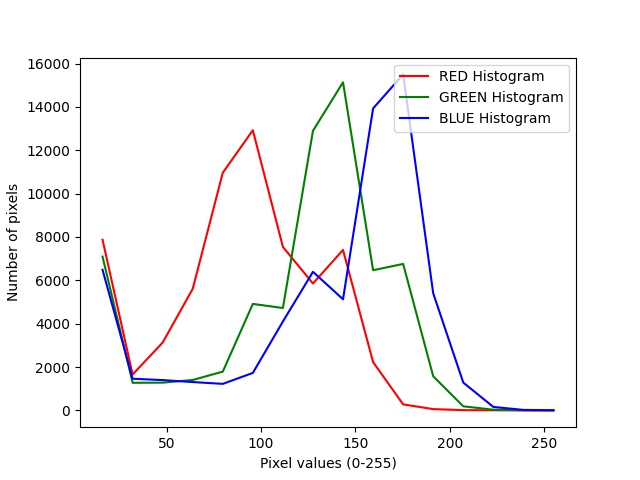 16000
14000
12000
10000
8000
6000
4000
2000
0
Number of pixels
RED Histogram
GREEN Histogram
BLUE Histogram
50 100 150 200 250
Pixel values (0-255)